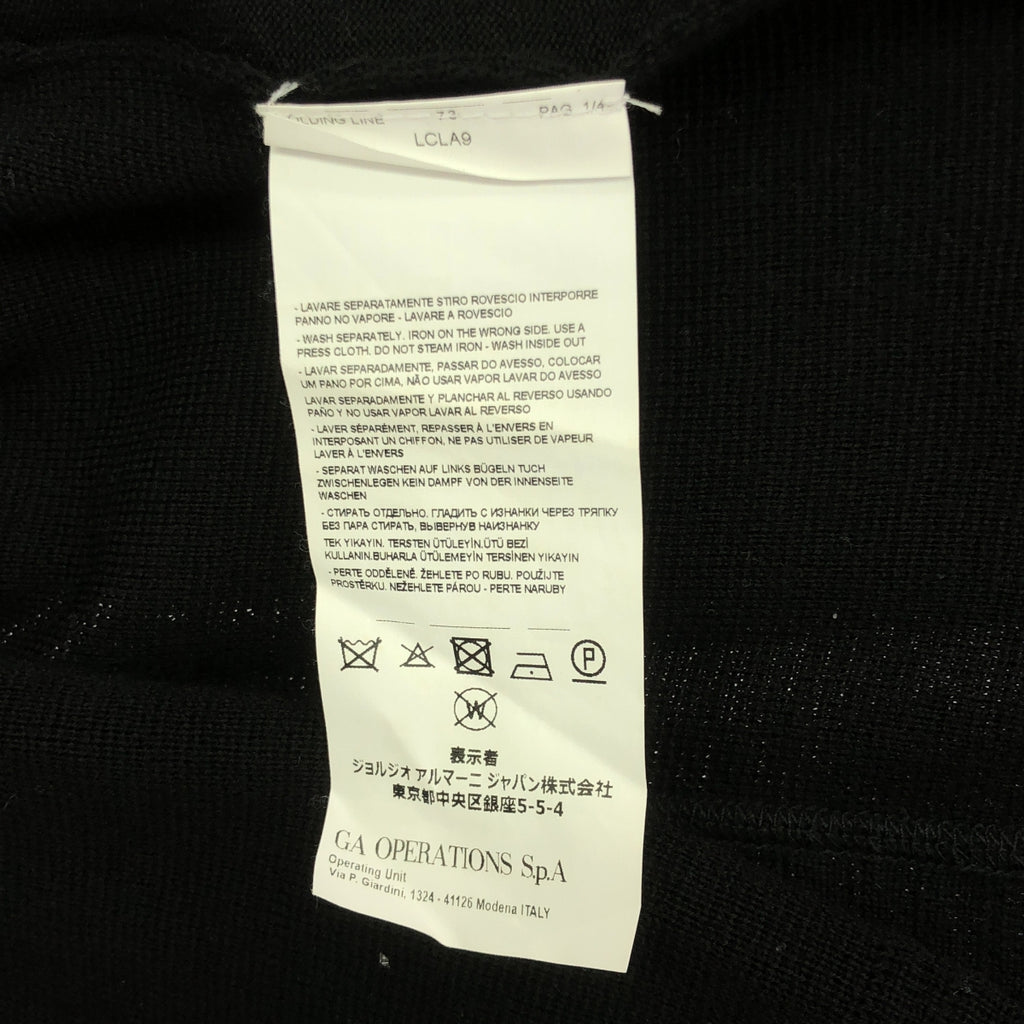 FOLDING LINE 73 PAG 1/4
LCLA9
- LAVARE SEPARATAMENTE STIRO ROVESCIO INTERPORRE
PANNO NO VAPORE - LAVARE A ROVESCIO
- WASH SEPARATELY. IRON ON THE WRONG SIDE. USE A
PRESS CLOTH. DO NOT STEAM IRON - WASH INSIDE OUT
- LAVAR SEPARADAMENTE, PASSAR DO AVESSO, COLOCAR
UM PANO POR CIMA, NÃO USAR VAPOR LAVAR DO AVESSO
LAVAR SEPARADAMENTE Y PLANCHAR AL REVERSO USANDO
PAÑO Y NO USAR VAPOR LAVAR AL REVERSO
- LAVER SÉPARÉMENT, REPASSER À L'ENVERS EN
INTERPOSANT UN CHIFFON, NE PAS UTILISER DE VAPEUR
LAVER À L'ENVERS
- SEPARAT WASCHEN AUF LINKS BÜGELN TUCH
ZWISCHENLEGEN KEIN DAMPF VON DER INNENSEITE
WASCHEN
- СТИРАТЬ ОТДЕЛЬНО. ГЛАДИТЬ С ИЗНАНКИ ЧЕРЕЗ ТРЯПКУ
БЕЗ ПАРА СТИРАТЬ, ВЫВЕРНУВ НАИЗНАНКУ
TEK YIKAYIN. TERSTEN ÜTÜLEYİN.ÜTÜ BEZİ
KULLANIN.BUHARLA ÜTÜLEMEYİN TERSİNEN YIKAYIN
- PERTE ODDĚLENĚ. ŽEHLETE PO RUBU. POUŽIJTE
PROSTĚRKU. NEŽEHLETE PÁROU - PERTE NARUBY
P
W
表示者
ジョルジオ アルマーニ ジャパン株式会社
東京都中央区銀座5-5-4
GA OPERATIONS S.p.A
Operating Unit
Via P. Giardini, 1324 - 41126 Modena ITALY